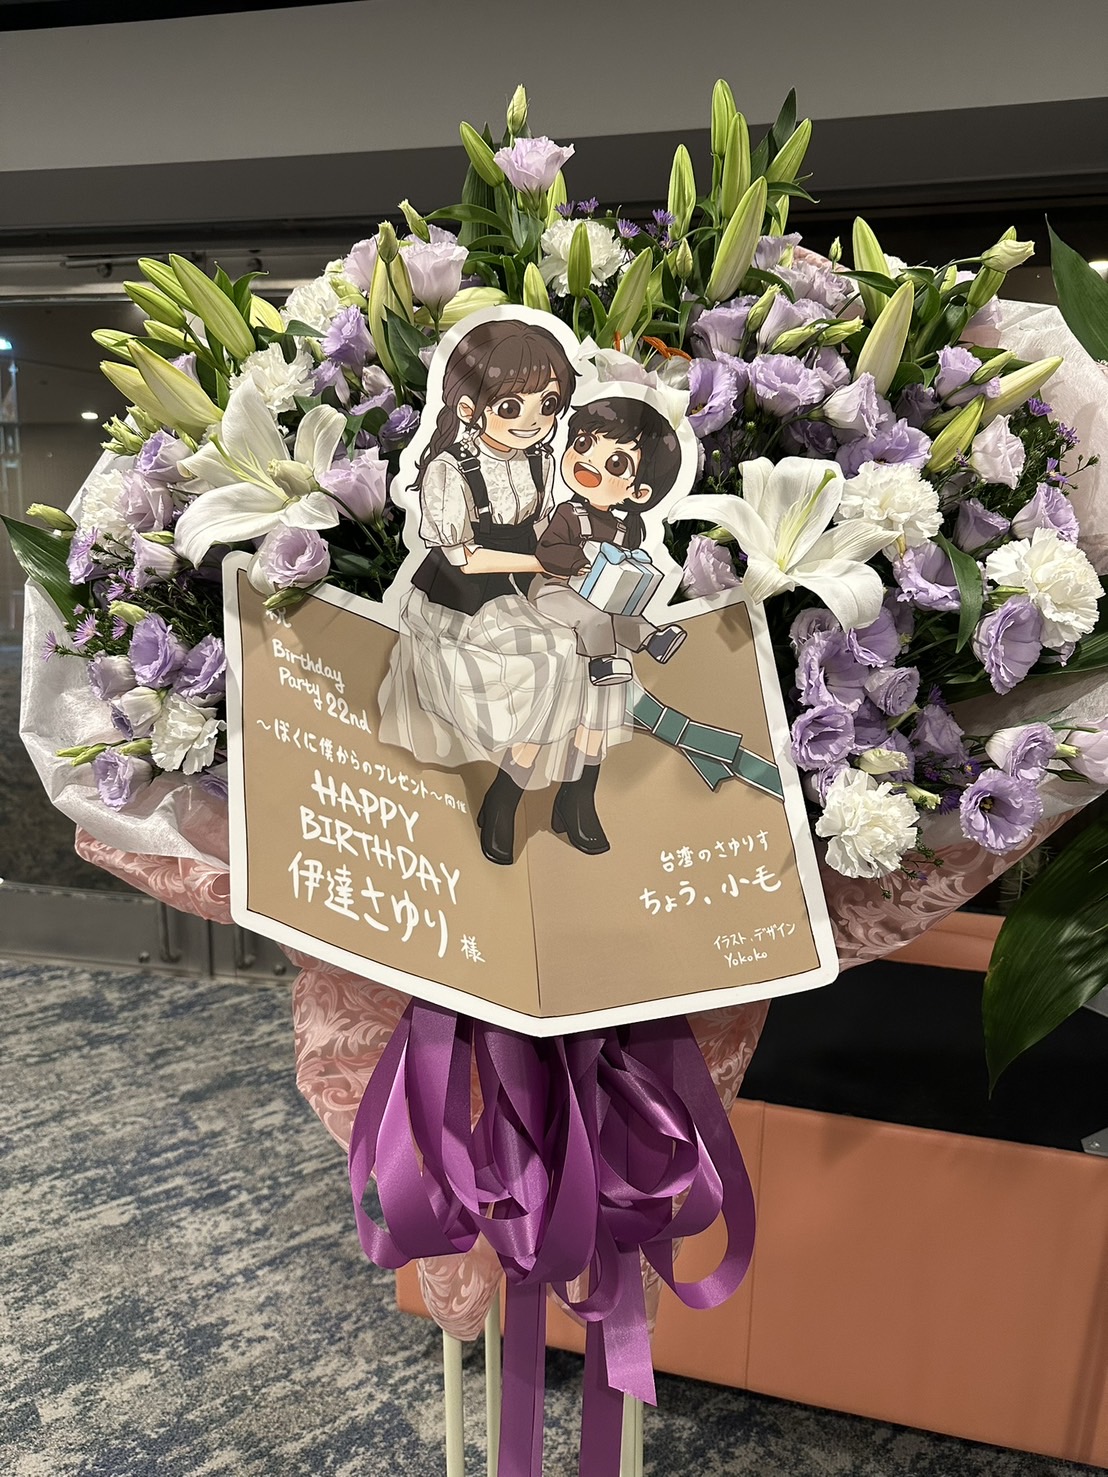 祝
Birthday
Party 22nd
～ぼくに僕からのプレゼント～ 開催
HAPPY
BIRTHDAY
伊達さゆり 様
台湾のさゆりす
ちょう、小毛
イラスト、デザイン
Yokoko